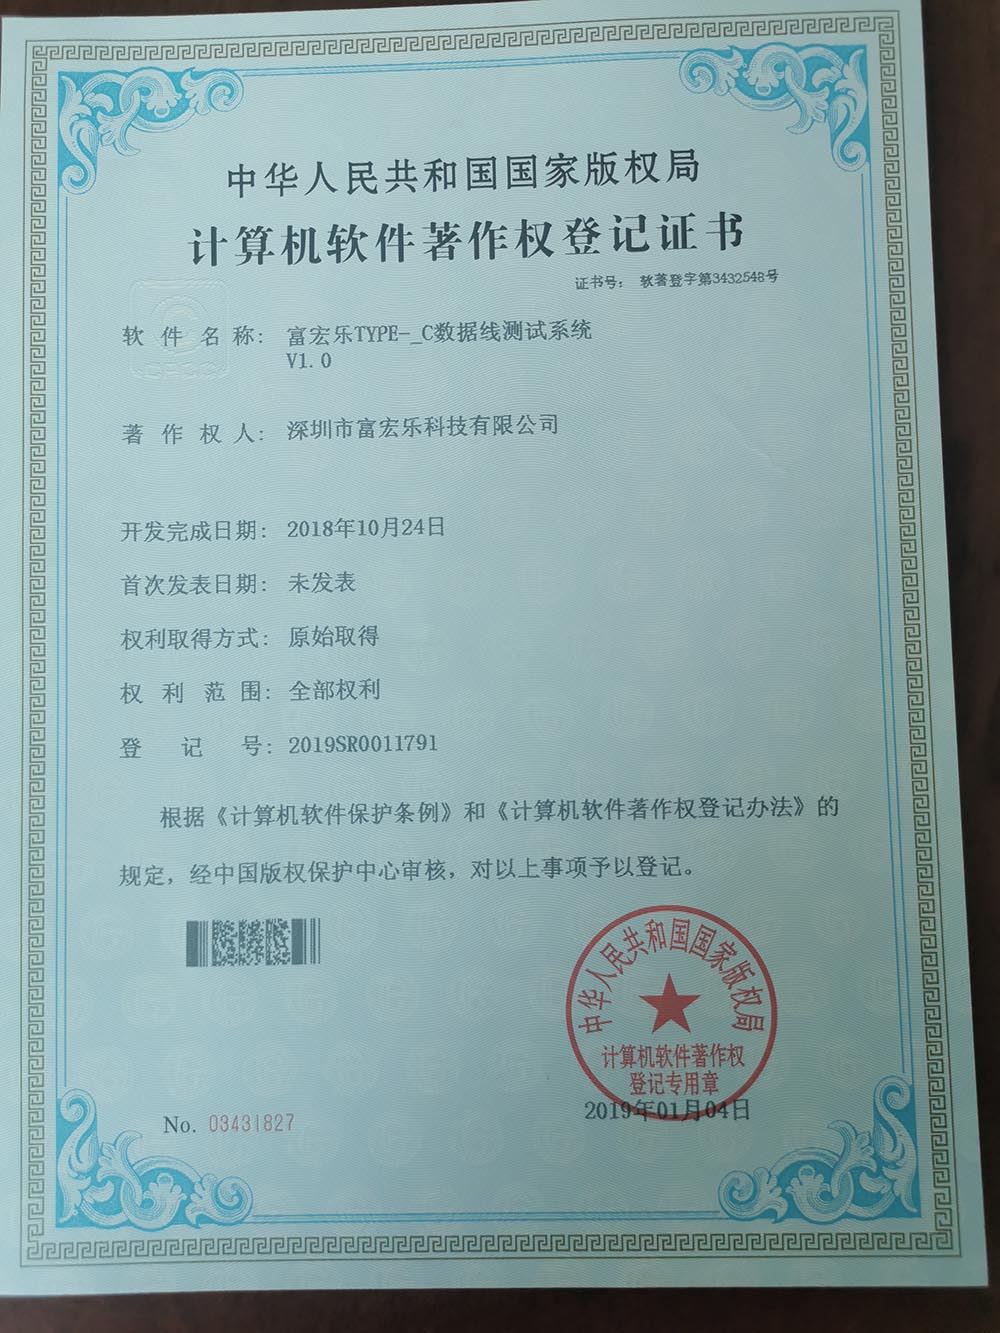 中华人民共和国国家版权局
计算机软件著作权登记证书
证书号： 软著登字第3432548号
软件名称： 富宏乐TYPE-_C数据线测试系统
V1.0
著作权人： 深圳市富宏乐科技有限公司
开发完成日期： 2018年10月24日
首次发表日期： 未发表
权利取得方式： 原始取得
权利范围： 全部权利
登记号： 2019SR0011791
根据《计算机软件保护条例》和《计算机软件著作权登记办法》的
规定，经中国版权保护中心审核，对以上事项予以登记。
中华人民共和国国家版权局
计算机软件著作权
登记专用章
2019年01月04日
No. 03431827